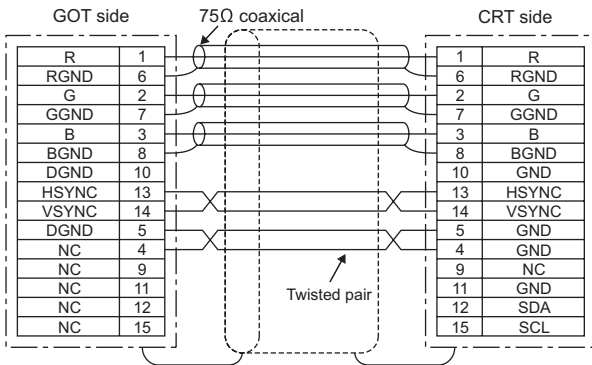 GOT side 75Ω coaxical CRT side
R 1 1 R
RGND 6 6 RGND
G 2 2 G
GGND 7 7 GGND
B 3 3 B
BGND 8 8 BGND
DGND 10 10 GND
HSYNC 13 13 HSYNC
VSYNC 14 14 VSYNC
DGND 5 5 GND
NC 4 4 GND
NC 9 9 NC
NC 11 11 GND
NC 12 12 SDA
NC 15 15 SCL
Twisted pair